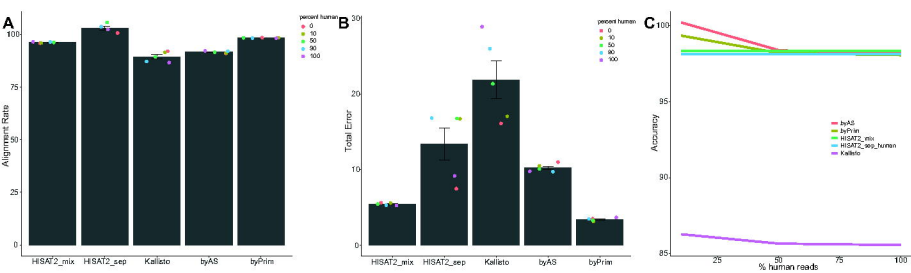 A
Alignment Rate
100
75
50
25
0
HISAT2_mix HISAT2_sep Kallisto byAS byPrim
percent human
0
10
50
90
100
B
Total Error
30
20
10
0
HISAT2_mix HISAT2_sep Kallisto byAS byPrim
percent human
0
10
50
90
100
C
Accuracy
100
95
90
85
25 50 75 100
% human reads
byAS
byPrim
HISAT2_mix
HISAT2_sep_human
Kallisto